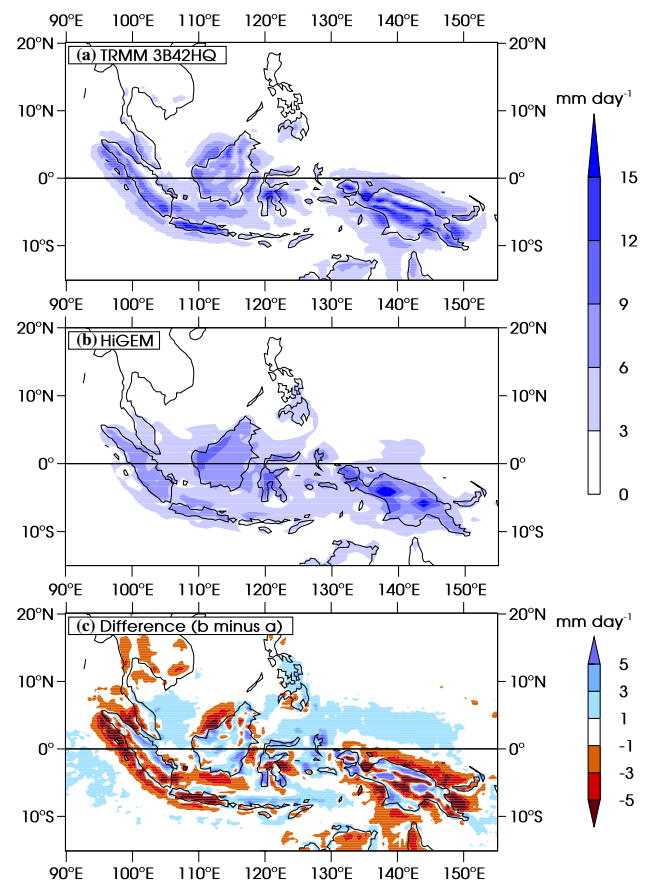 90°E 100°E 110°E 120°E 130°E 140°E 150°E
20°N (a) TRMM 3B42HQ 20°N
10°N 10°N
0° 0°
10°S 10°S
90°E 100°E 110°E 120°E 130°E 140°E 150°E
mm day-1
15
12
9
6
3
0
20°N (b) HiGEM 20°N
10°N 10°N
0° 0°
10°S 10°S
90°E 100°E 110°E 120°E 130°E 140°E 150°E
20°N (c) Difference (b minus a) 20°N
10°N 10°N
0° 0°
10°S 10°S
90°E 100°E 110°E 120°E 130°E 140°E 150°E
mm day-1
5
3
1
-1
-3
-5